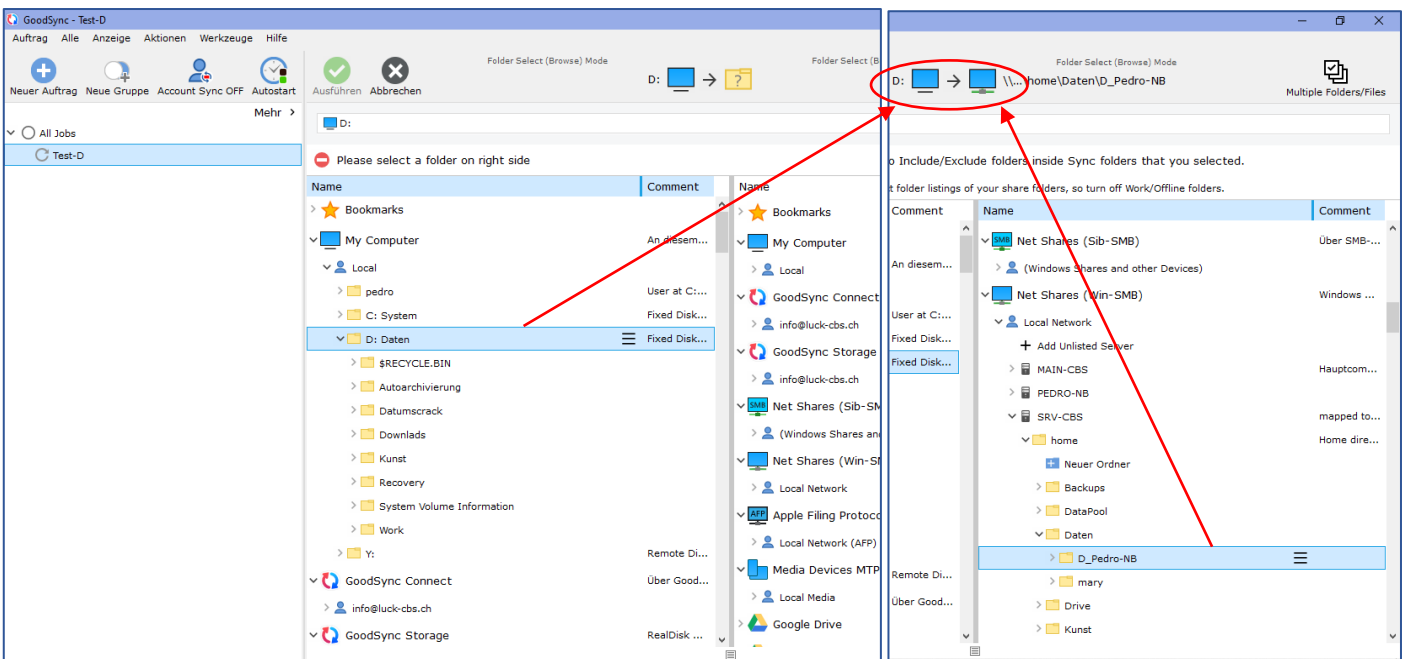 GoodSync - Test-D
Auftrag Alle Anzeige Aktionen Werkzeuge Hilfe
Neuer Auftrag Neue Gruppe Account Sync OFF Autostart
Mehr >
All Jobs
Test-D
Ausführen Abbrechen
Folder Select (Browse) Mode
D: → ?
Folder Select (B
D:
Please select a folder on right side
Name Comment
Bookmarks
My Computer An diesem...
Local
pedro User at C:...
C: System Fixed Disk...
D: Daten Fixed Disk...
$RECYCLE.BIN
Autoarchivierung
Datumscrack
Downlads
Kunst
Recovery
System Volume Information
Work
Y: Remote Di...
GoodSync Connect Über Good...
info@luck-cbs.ch
GoodSync Storage RealDisk ...
Name
Bookmarks
My Computer
Local
GoodSync Connect
info@luck-cbs.ch
GoodSync Storage
info@luck-cbs.ch
SMB Net Shares (Sib-SM
(Windows Shares an
Net Shares (Win-S
Local Network
AFP Apple Filing Protoc
Local Network (AFP)
Media Devices MTP
Local Media
Google Drive
Folder Select (Browse) Mode
D: → \\...home\Daten\D_Pedro-NB
Multiple Folders/Files
o Include/Exclude folders inside Sync folders that you selected.
t folder listings of your share folders, so turn off Work/Offline folders.
Comment
An diesem...
User at C:...
Fixed Disk...
Fixed Disk...
Remote Di...
Über Good...
Name Comment
SMB Net Shares (Sib-SMB) Über SMB-...
(Windows Shares and other Devices)
Net Shares (Win-SMB) Windows ...
Local Network
+ Add Unlisted Server
MAIN-CBS Hauptcom...
PEDRO-NB
SRV-CBS mapped to...
home Home dire...
Neuer Ordner
Backups
DataPool
Daten
D_Pedro-NB
mary
Drive
Kunst